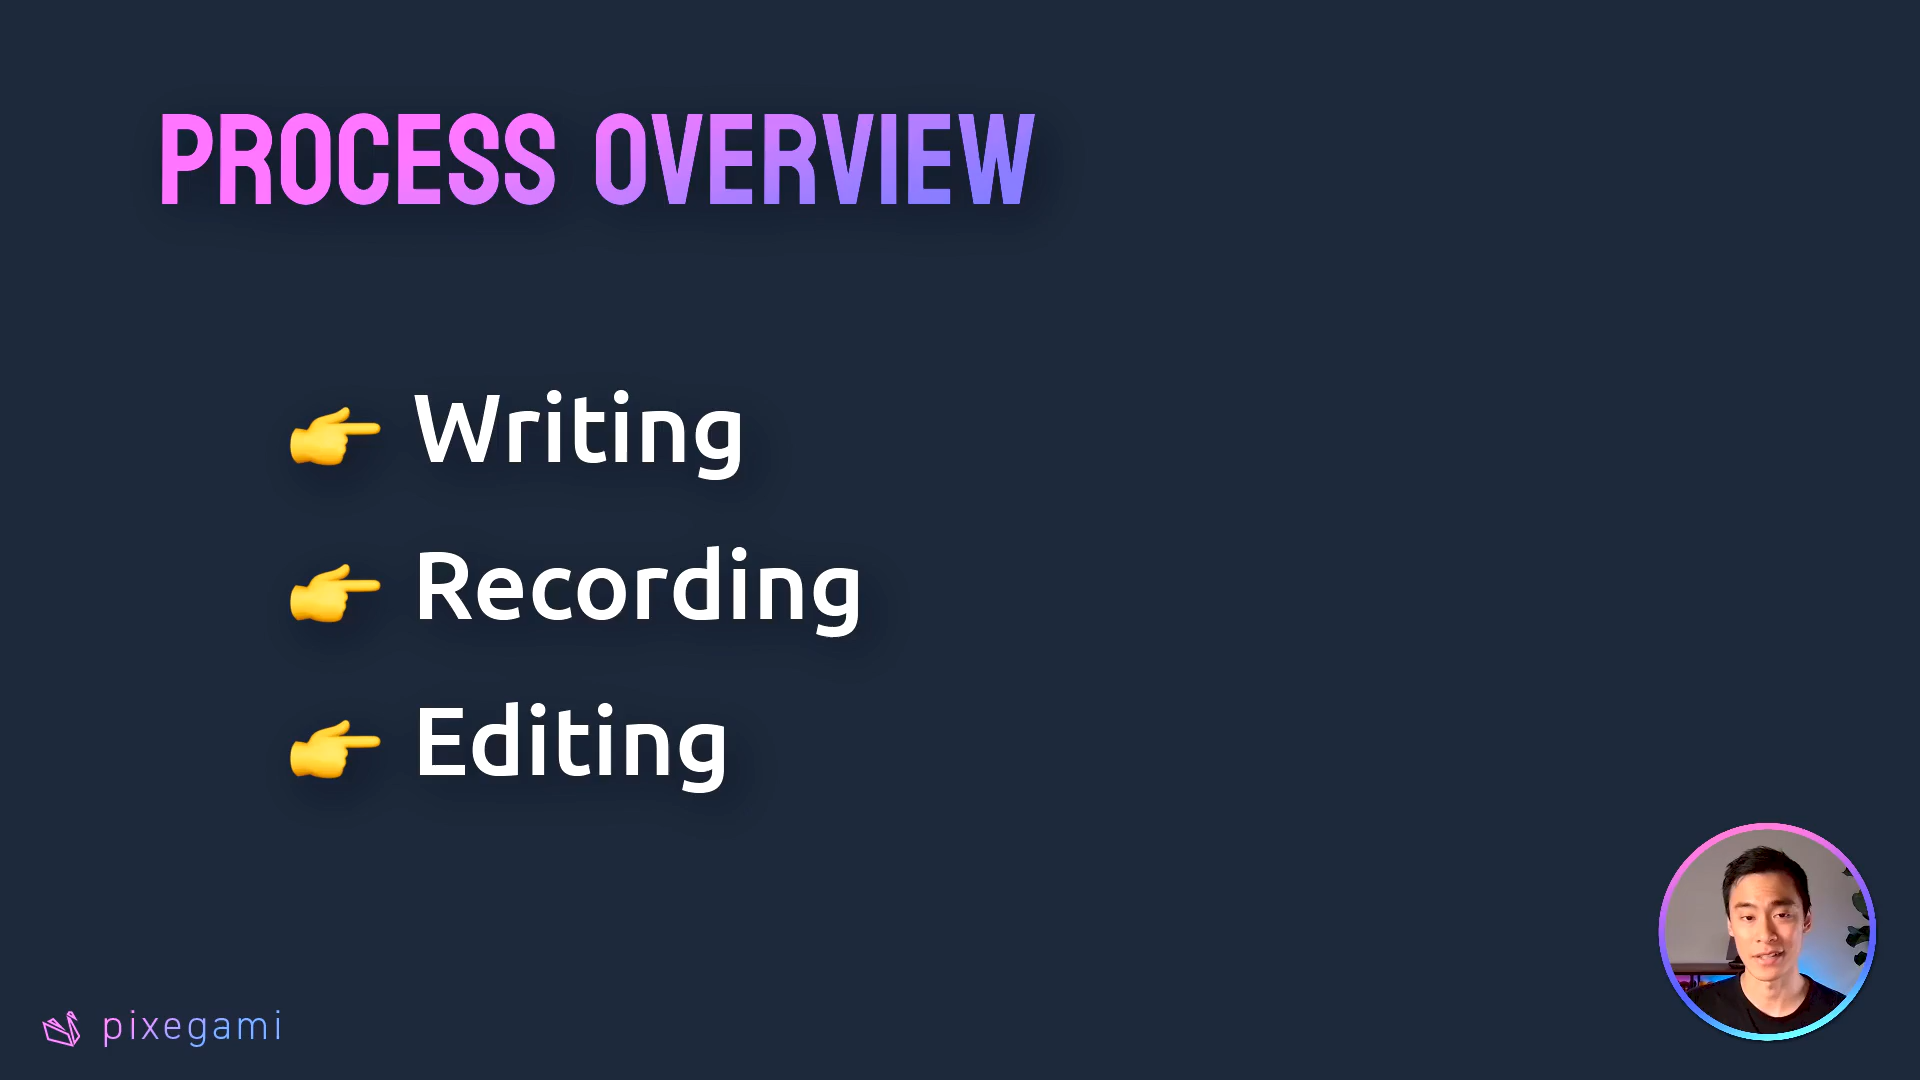 PROCESS OVERVIEW
👉 Writing
👉 Recording
👉 Editing
pixegami